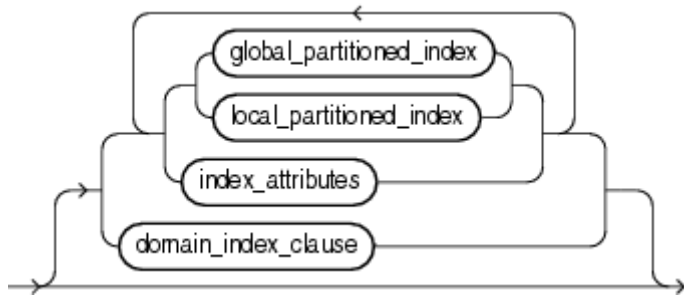 global_partitioned_index
local_partitioned_index
index_attributes
domain_index_clause